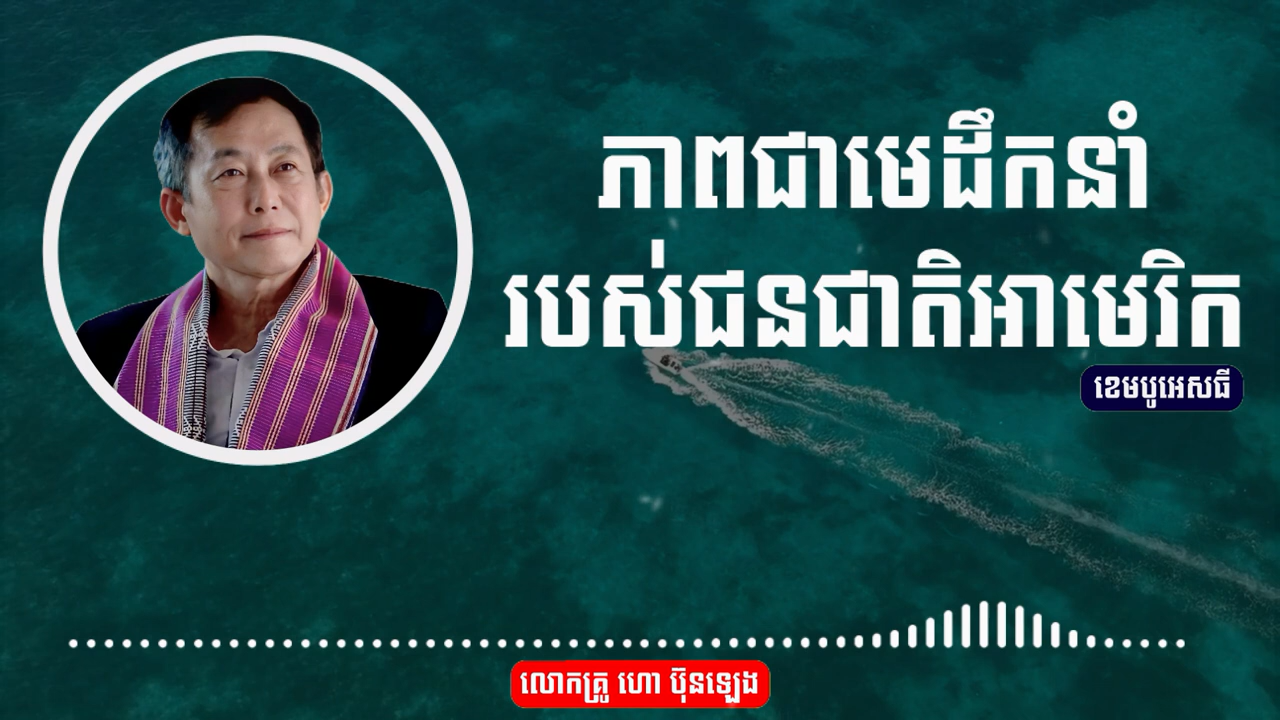 ភាពជាមេដឹកនាំ
របស់ជនជាតិអាមេរិក
ខេមបូអេសធី
លោកគ្រូ ហោ ប៊ុនឡេង